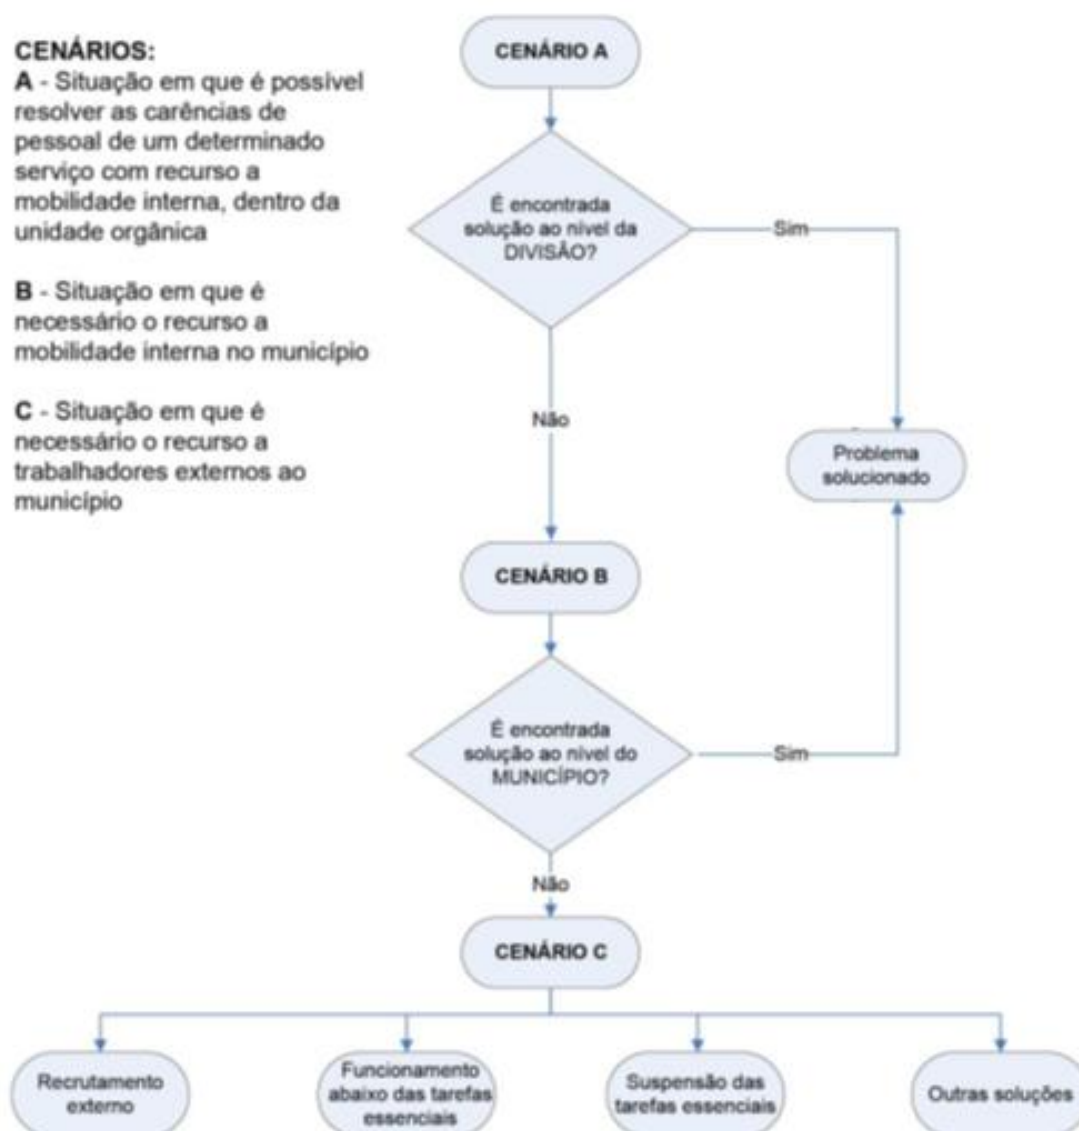 CENÁRIOS:
A - Situação em que é possível
resolver as carências de
pessoal de um determinado
serviço com recurso a
mobilidade interna, dentro da
unidade orgânica
B - Situação em que é
necessário o recurso a
mobilidade interna no município
C - Situação em que é
necessário o recurso a
trabalhadores externos ao
município
CENÁRIO A
É encontrada
solução ao nível da
DIVISÃO?
Sim
Não
Problema
solucionado
CENÁRIO B
É encontrada
solução ao nível do
MUNICÍPIO?
Sim
Não
CENÁRIO C
Recrutamento
externo
Funcionamento
abaixo das tarefas
essenciais
Suspensão das
tarefas essenciais
Outras soluções